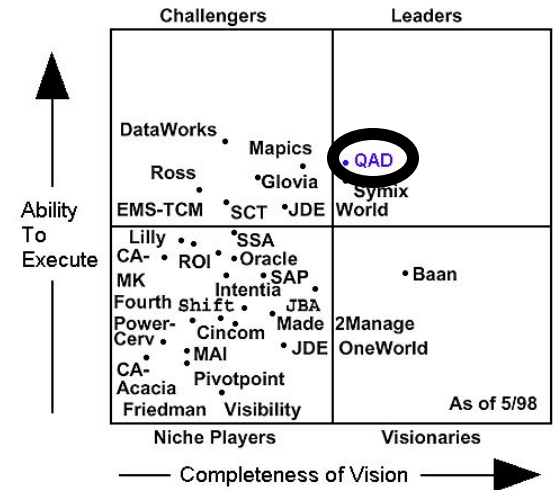 Challengers Leaders
DataWorks
Mapics
QAD
Ross
Glovia
Symix
EMS-TCM SCT JDE World
Ability
To
Execute
Lilly SSA
CA- ROI Oracle
MK SAP Baan
Intentia
Fourth Shift JBA
Power- Cincom Made 2Manage
Cerv
MAI JDE OneWorld
CA-
Acacia Pivotpoint
Friedman Visibility As of 5/98
Niche Players Visionaries
Completeness of Vision